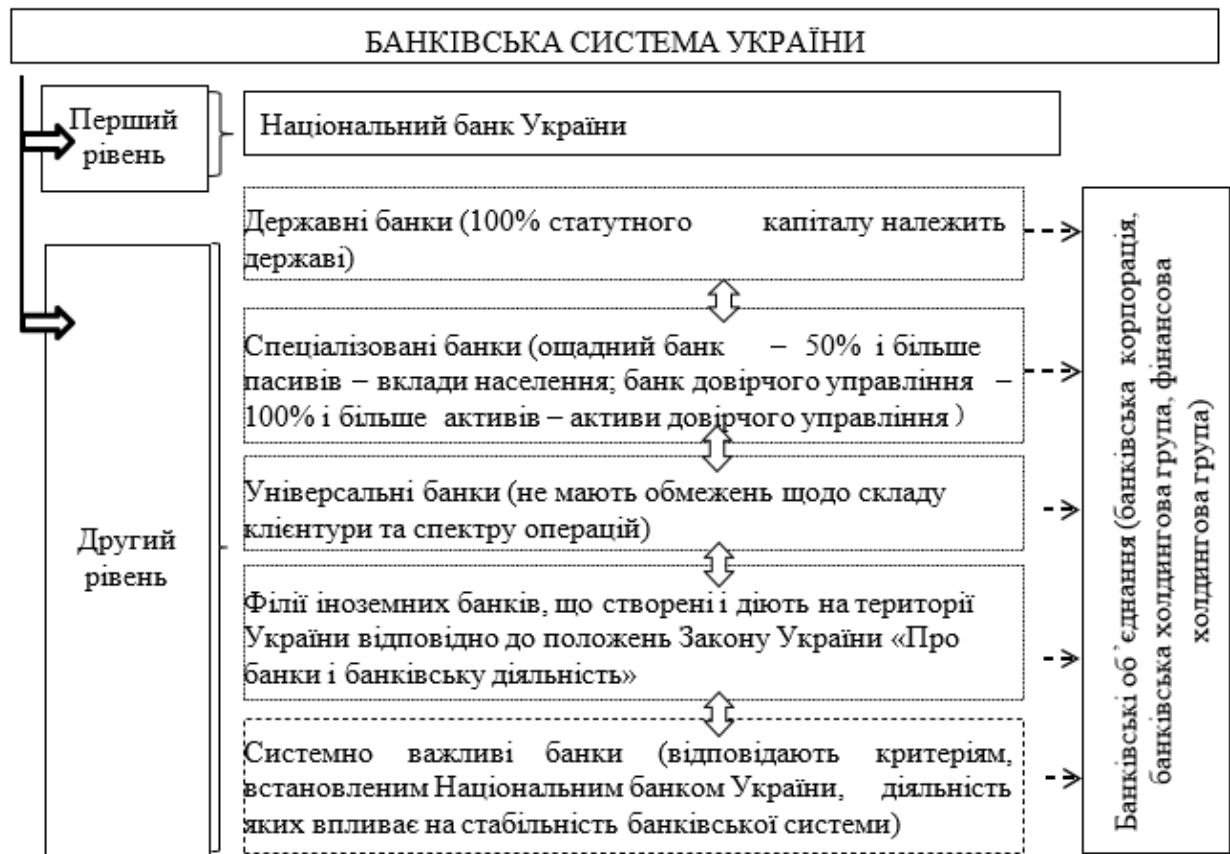 БАНКІВСЬКА СИСТЕМА УКРАЇНИ
Перший
рівень
Національний банк України
Державні банки (100% статутного капіталу належить
державі)
Спеціалізовані банки (ощадний банк – 50% і більше
пасивів – вклади населення; банк довірчого управління –
100% і більше активів – активи довірчого управління )
Універсальні банки (не мають обмежень щодо складу
клієнтури та спектру операцій)
Другий
рівень
Філії іноземних банків, що створені і діють на території
України відповідно до положень Закону України «Про
банки і банківську діяльність»
Системно важливі банки (відповідають критеріям,
встановленим Національним банком України, діяльність
яких впливає на стабільність банківської системи)
Банківські об’єднання (банківська корпорація,
банківська холдингова група, фінансова
холдингова група)